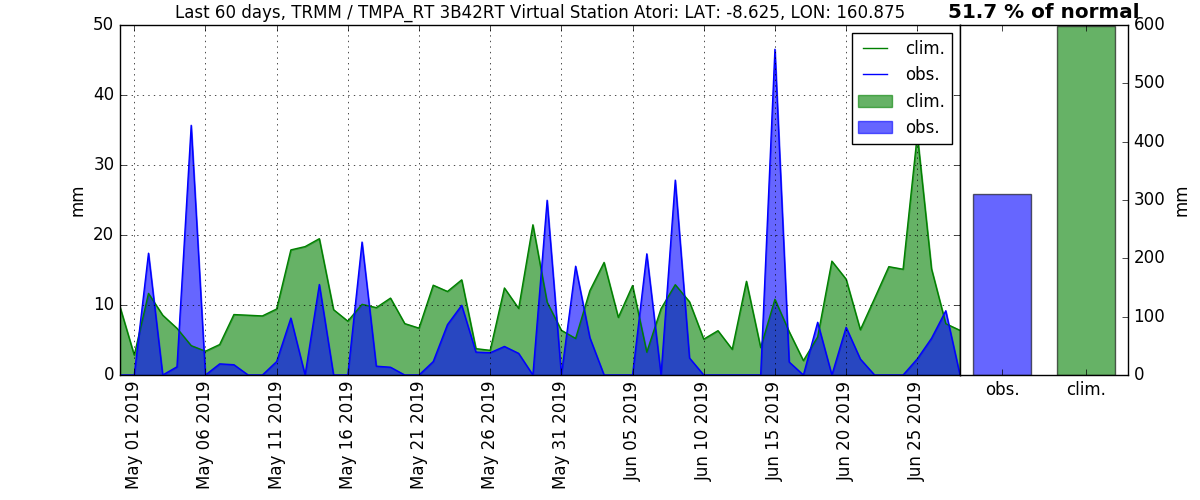 Last 60 days, TRMM / TMPA_RT 3B42RT Virtual Station Atori: LAT: -8.625, LON: 160.875
51.7 % of normal
50
40
30
20
10
0
mm
clim.
obs.
clim.
obs.
600
500
400
300
200
100
0
mm
May 01 2019
May 06 2019
May 11 2019
May 16 2019
May 21 2019
May 26 2019
May 31 2019
Jun 05 2019
Jun 10 2019
Jun 15 2019
Jun 20 2019
Jun 25 2019
obs.
clim.